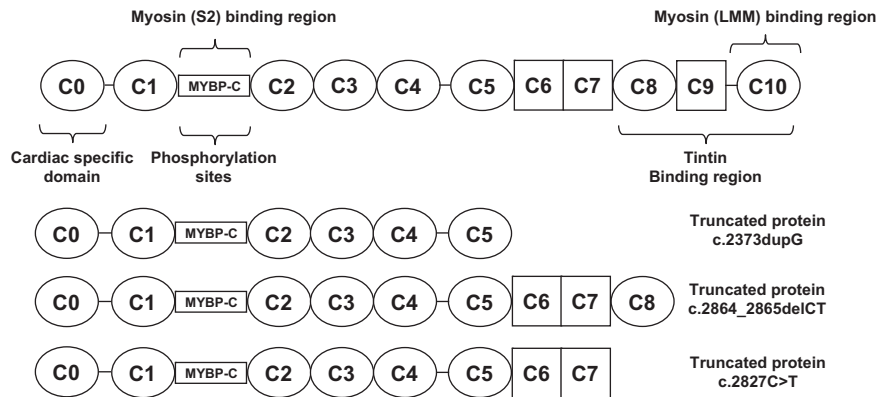 Myosin (S2) binding region
Myosin (LMM) binding region
C0 C1 MYBP-C C2 C3 C4 C5 C6 C7 C8 C9 C10
Cardiac specific
domain
Phosphorylation
sites
Tintin
Binding region
C0 C1 MYBP-C C2 C3 C4 C5
Truncated protein
c.2373dupG
C0 C1 MYBP-C C2 C3 C4 C5 C6 C7 C8
Truncated protein
c.2864_2865delCT
C0 C1 MYBP-C C2 C3 C4 C5 C6 C7
Truncated protein
c.2827C>T